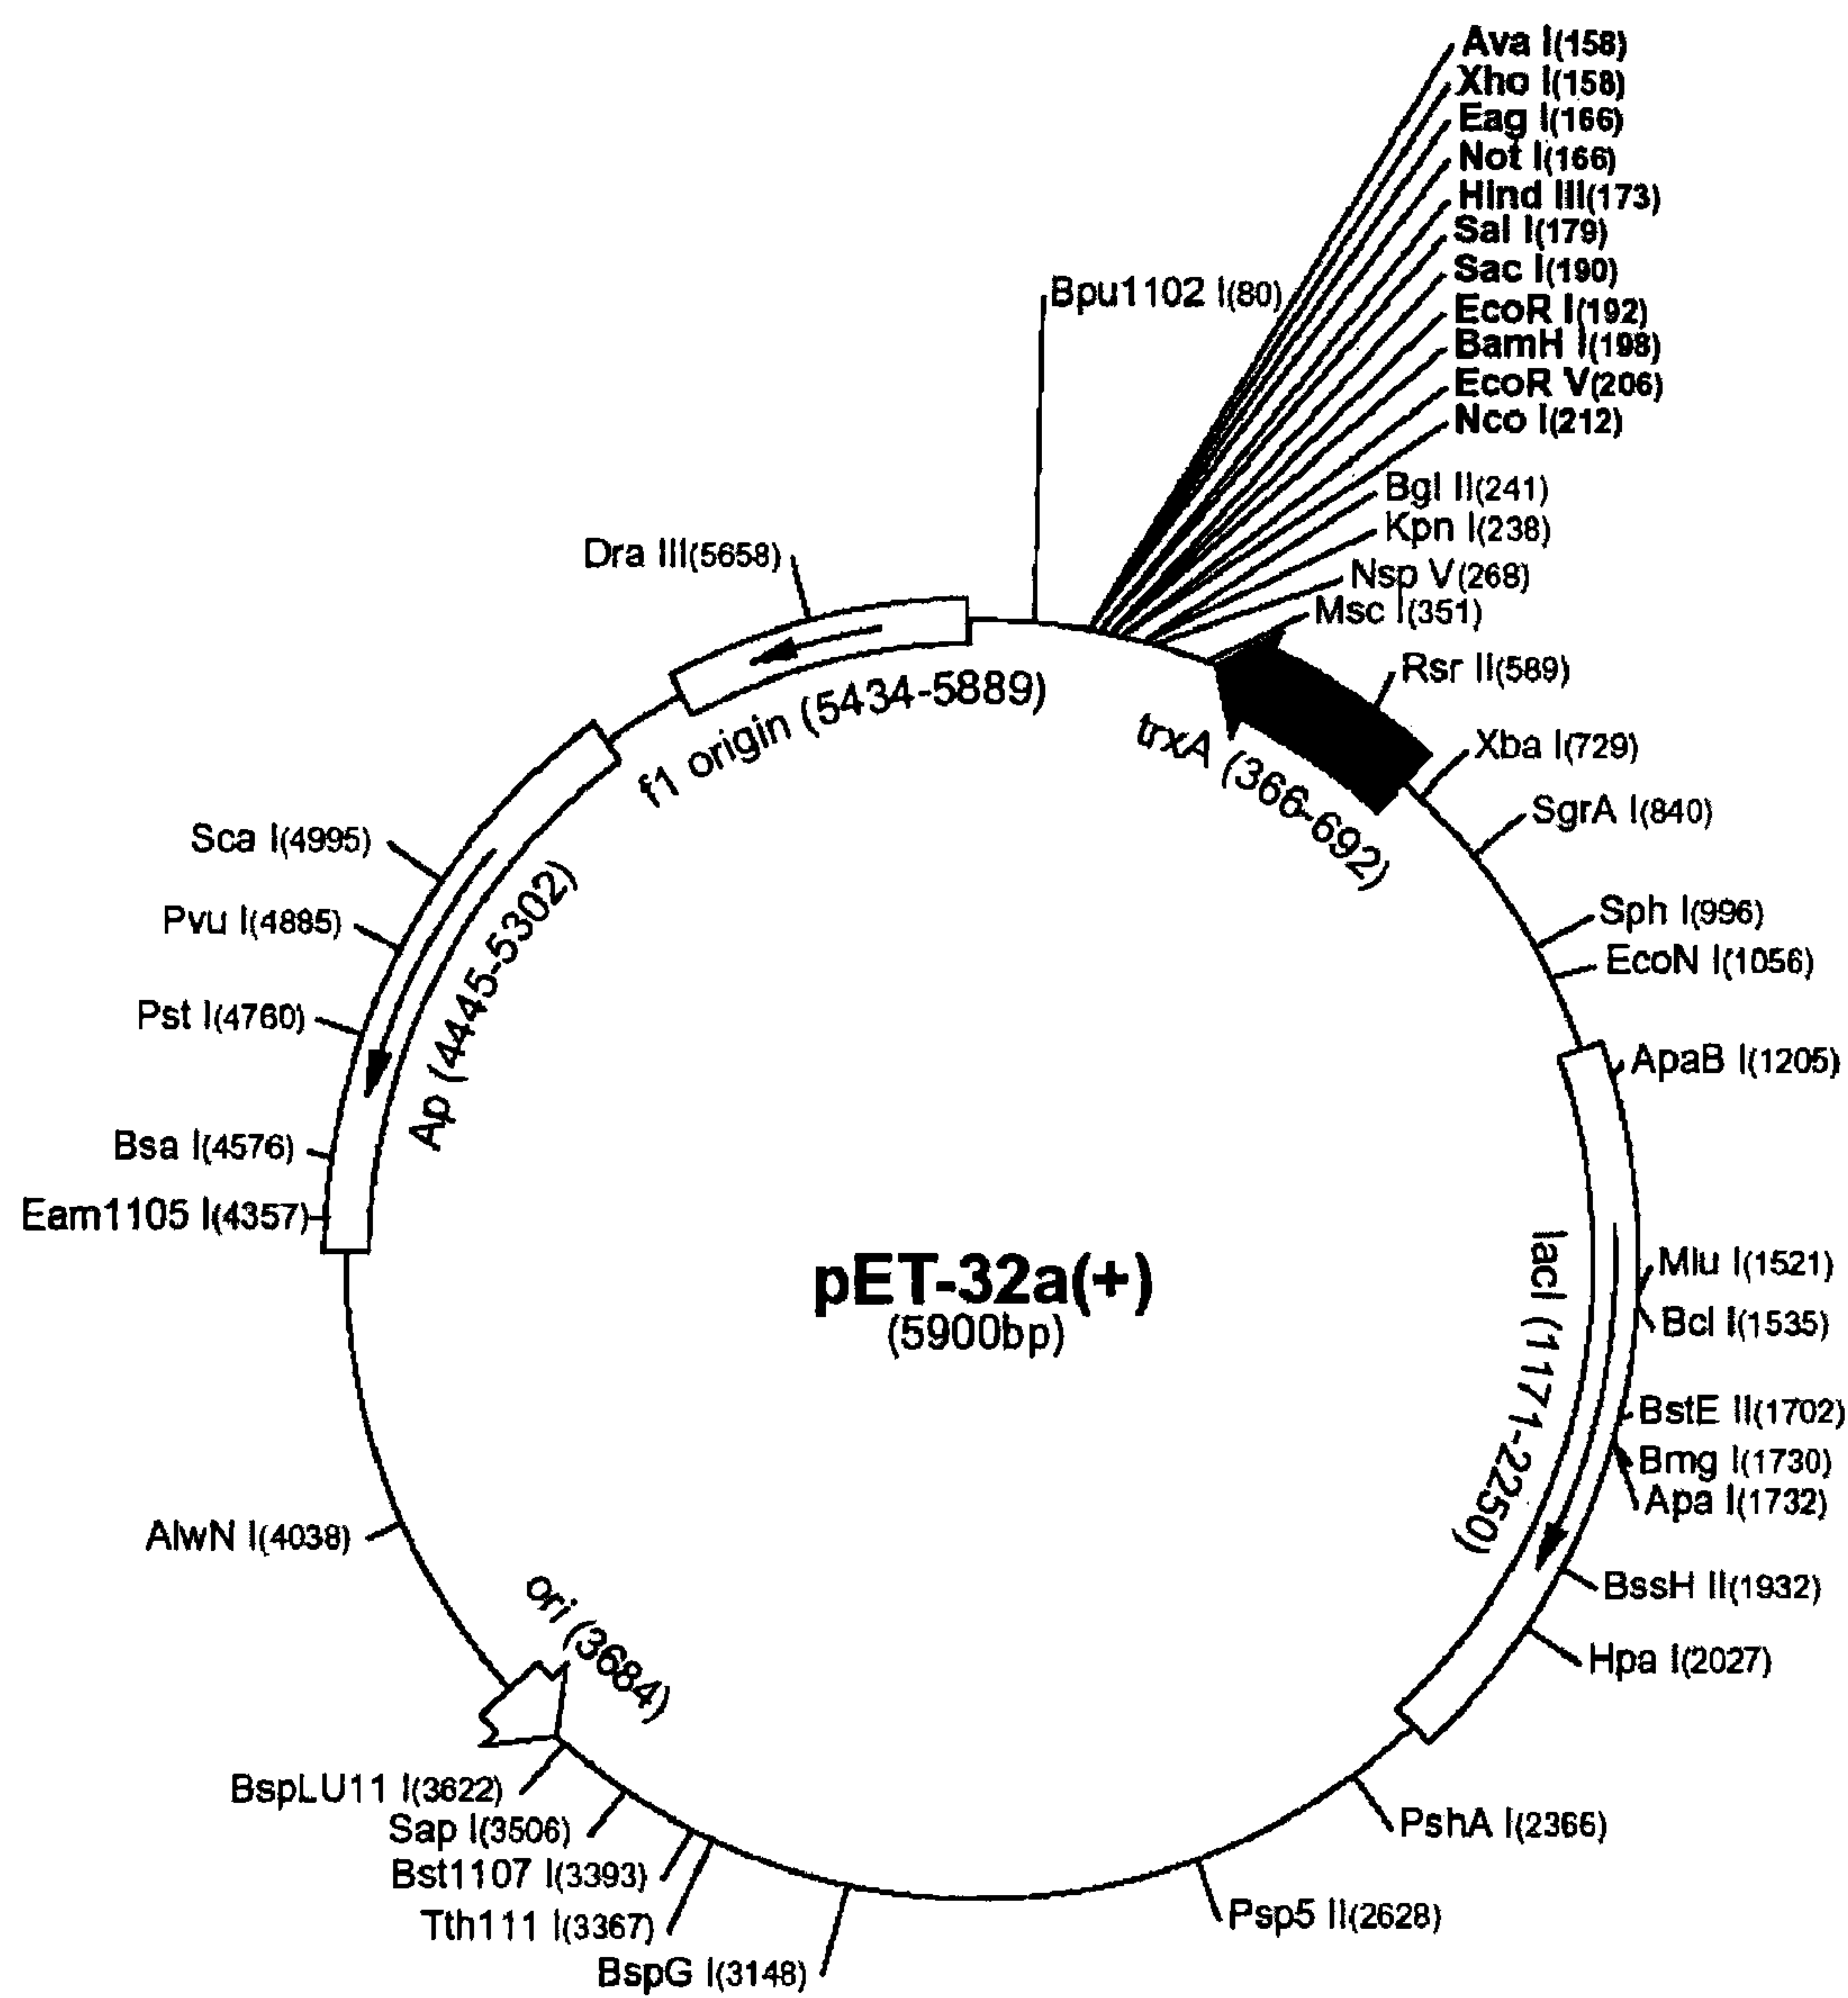 Ava I(158)
Xho I(158)
Eag I(166)
Not I(166)
Hind III(173)
Sal I(179)
Sac I(190)
EcoR I(192)
BamH I(198)
EcoR V(206)
Nco I(212)
Bpu1102 I(80)
Bgl II(241)
Kpn I(238)
Nsp V(268)
Msc I(351)
Rsr II(589)
Xba I(729)
SgrA I(840)
Sph I(996)
EcoN I(1056)
ApaB I(1205)
Mlu I(1521)
Bcl I(1535)
BstE II(1702)
Bmg I(1730)
Apa I(1732)
BssH II(1932)
Hpa I(2027)
PshA I(2366)
Psp5 II(2628)
BspG I(3148)
Tth111 I(3367)
Bst1107 I(3393)
Sap I(3506)
BspLU11 I(3622)
AlwN I(4038)
Eam1105 I(4357)
Bsa I(4576)
Pst I(4760)
Pvu I(4885)
Sca I(4995)
Dra III(5658)
f1 origin (5434-5889)
trxA (366-692)
Ap (4445-5302)
lacI (1171-2250)
ori (3684)
pET-32a(+)
(5900bp)